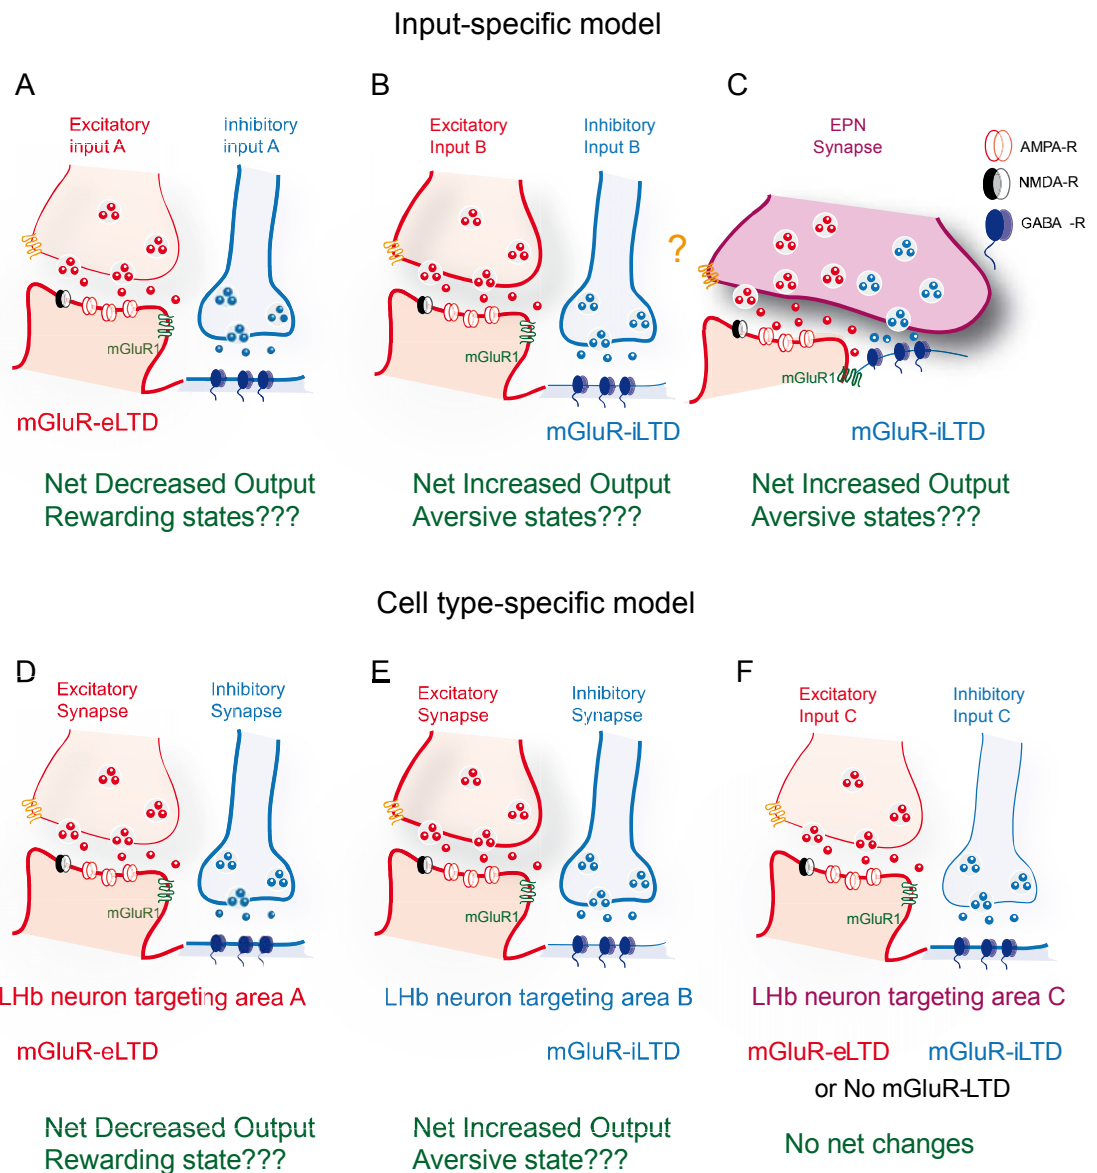 Input-specific model
A
Excitatory
input A
Inhibitory
input A
mGluR1
mGluR-eLTD
Net Decreased Output
Rewarding states???
B
Excitatory
Input B
Inhibitory
Input B
mGluR1
mGluR-iLTD
Net Increased Output
Aversive states???
C
EPN
Synapse
?
mGluR1
mGluR-iLTD
Net Increased Output
Aversive states???
AMPA-R
NMDA-R
GABA -R
Cell type-specific model
D
Excitatory
Synapse
Inhibitory
Synapse
mGluR1
LHb neuron targeting area A
mGluR-eLTD
Net Decreased Output
Rewarding state???
E
Excitatory
Synapse
Inhibitory
Synapse
mGluR1
LHb neuron targeting area B
mGluR-iLTD
Net Increased Output
Aversive state???
F
Excitatory
Input C
Inhibitory
Input C
mGluR1
LHb neuron targeting area C
mGluR-eLTD mGluR-iLTD
or No mGluR-LTD
No net changes